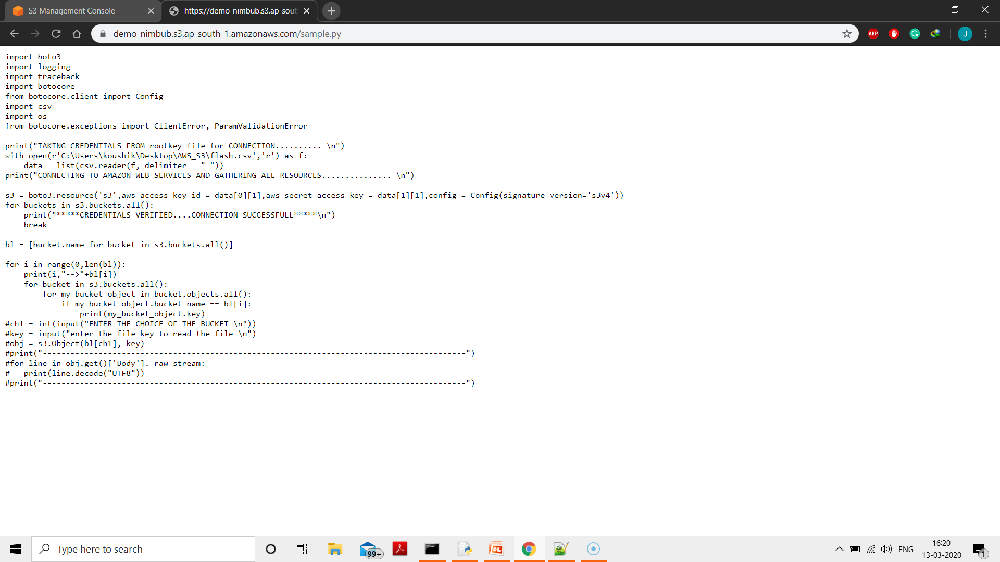 S3 Management Console
https://demo-nimbub.s3.ap-sout
demo-nimbub.s3.ap-south-1.amazonaws.com/sample.py
ABP
J
import boto3
import logging
import traceback
import botocore
from botocore.client import Config
import csv
import os
from botocore.exceptions import ClientError, ParamValidationError
print("TAKING CREDENTIALS FROM rootkey file for CONNECTION.......... \n")
with open(r'C:\Users\koushik\Desktop\AWS_S3\flash.csv','r') as f:
    data = list(csv.reader(f, delimiter = "="))
print("CONNECTING TO AMAZON WEB SERVICES AND GATHERING ALL RESOURCES............... \n")
s3 = boto3.resource('s3',aws_access_key_id = data[0][1],aws_secret_access_key = data[1][1],config = Config(signature_version='s3v4'))
for buckets in s3.buckets.all():
    print("*****CREDENTIALS VERIFIED....CONNECTION SUCCESSFULL*****\n")
    break
bl = [bucket.name for bucket in s3.buckets.all()]
for i in range(0,len(bl)):
    print(i,"-->"+bl[i])
    for bucket in s3.buckets.all():
        for my_bucket_object in bucket.objects.all():
            if my_bucket_object.bucket_name == bl[i]:
                print(my_bucket_object.key)
#ch1 = int(input("ENTER THE CHOICE OF THE BUCKET \n"))
#key = input("enter the file key to read the file \n")
#obj = s3.Object(bl[ch1], key)
#print("-------------------------------------------------------------------------------------------")
#for line in obj.get()['Body']._raw_stream:
#   print(line.decode("UTF8"))
#print("-------------------------------------------------------------------------------------------")
Type here to search
99+
ENG
16:20
13-03-2020
1